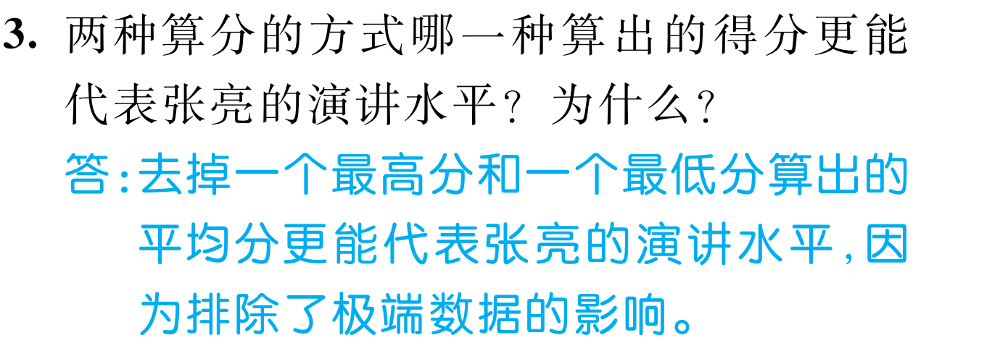 3. 两种算分的方式哪一种算出的得分更能
代表张亮的演讲水平？为什么？
答：去掉一个最高分和一个最低分算出的
平均分更能代表张亮的演讲水平，因
为排除了极端数据的影响。